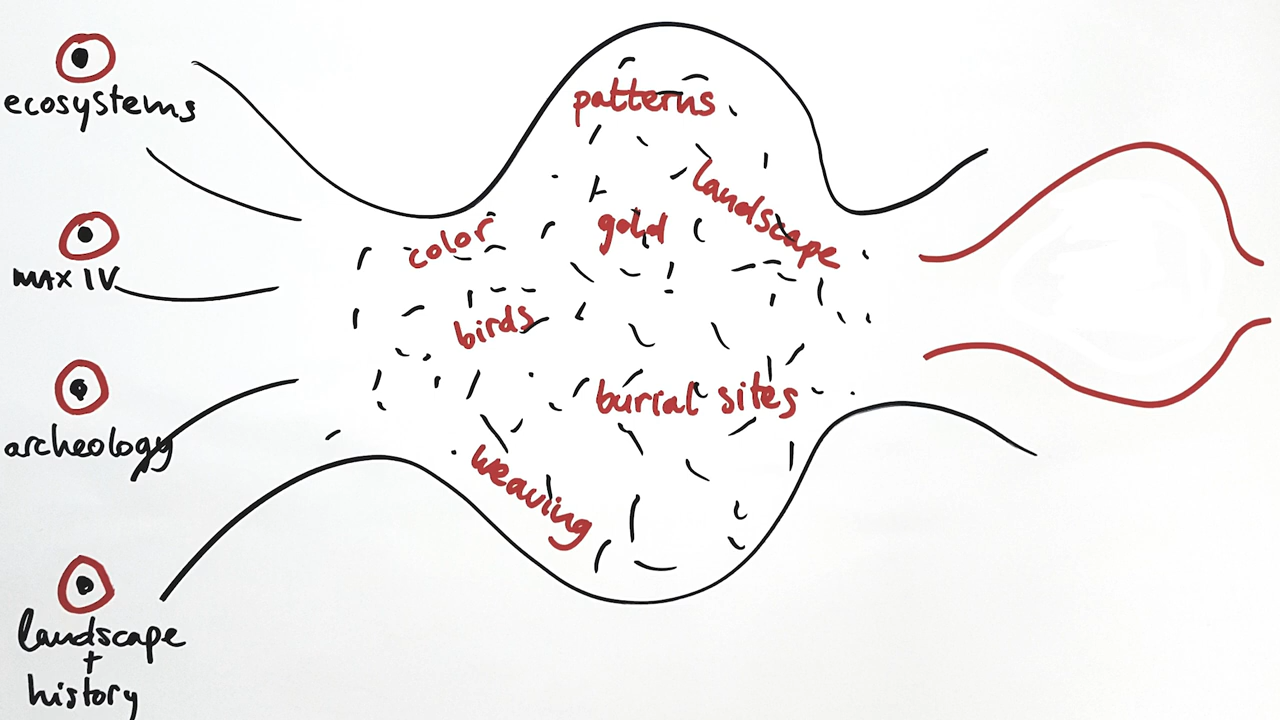 ecosystems
MAX IV
archeology
landscape
+
history
patterns
landscape
gold
color
birds
burial sites
weaving